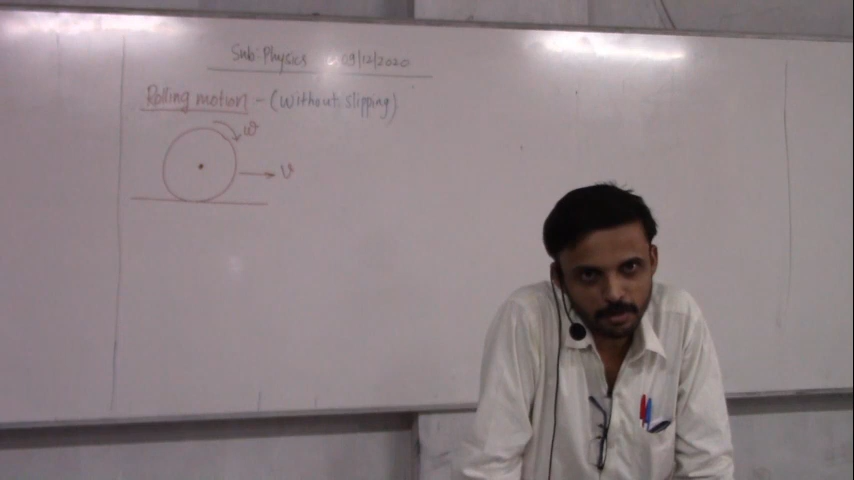 Sub: Physics 09/12/2020
Rolling motion - (Without slipping)
ω
v